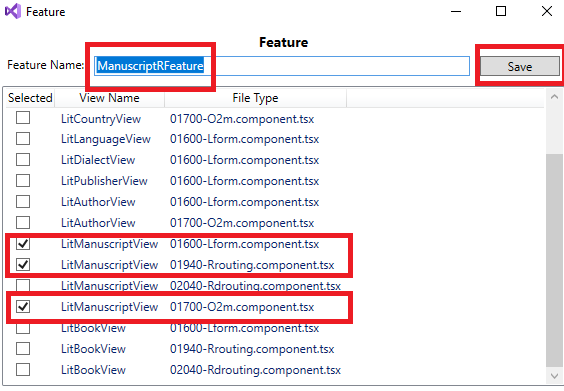 Feature
Feature
Feature Name: ManuscriptRFeature Save
Selected View Name File Type
LitCountryView 01700-O2m.component.tsx
LitLanguageView 01600-Lform.component.tsx
LitDialectView 01600-Lform.component.tsx
LitPublisherView 01600-Lform.component.tsx
LitAuthorView 01600-Lform.component.tsx
LitAuthorView 01700-O2m.component.tsx
LitManuscriptView 01600-Lform.component.tsx
LitManuscriptView 01940-Rrouting.component.tsx
LitManuscriptView 02040-Rdrouting.component.tsx
LitManuscriptView 01700-O2m.component.tsx
LitBookView 01600-Lform.component.tsx
LitBookView 01940-Rrouting.component.tsx
LitBookView 02040-Rdrouting.component.tsx